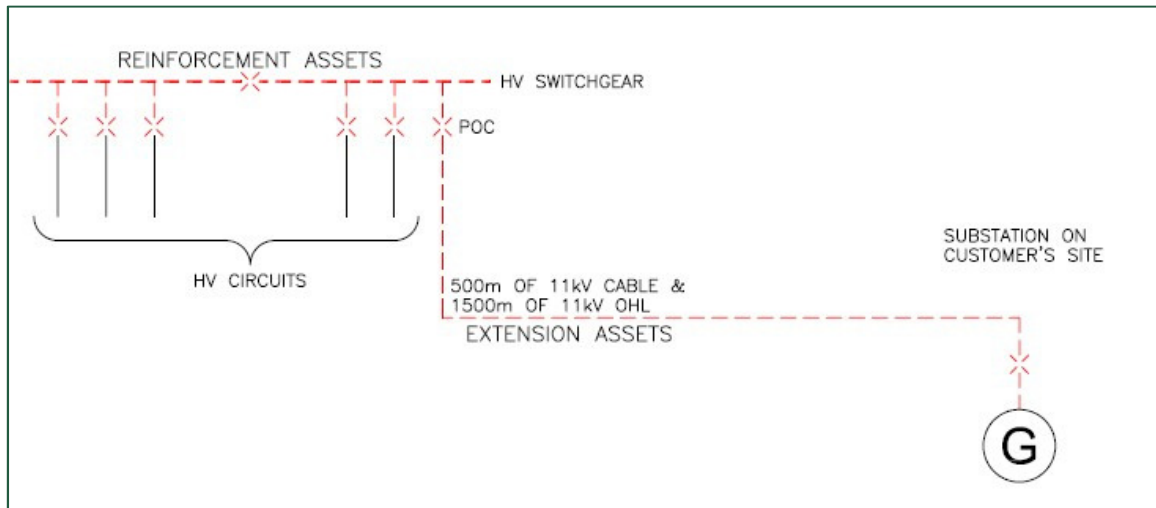 REINFORCEMENT ASSETS
HV SWITCHGEAR
POC
HV CIRCUITS
SUBSTATION ON
CUSTOMER'S SITE
500m OF 11kV CABLE &
1500m OF 11kV OHL
EXTENSION ASSETS
G